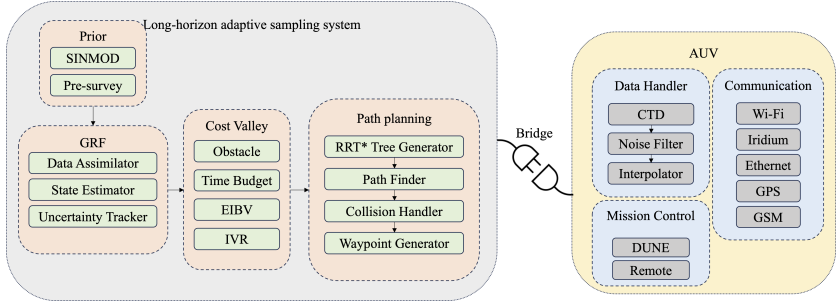 Long-horizon adaptive sampling system
Prior
SINMOD
Pre-survey
GRF
Data Assimilator
State Estimator
Uncertainty Tracker
Cost Valley
Obstacle
Time Budget
EIBV
IVR
Path planning
RRT* Tree Generator
Path Finder
Collision Handler
Waypoint Generator
Bridge
AUV
Data Handler
CTD
Noise Filter
Interpolator
Mission Control
DUNE
Remote
Communication
Wi-Fi
Iridium
Ethernet
GPS
GSM